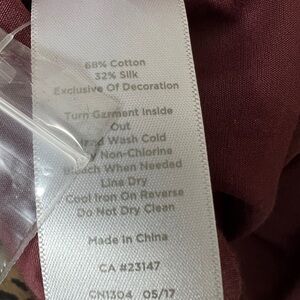 68% Cotton
32% Silk
Exclusive Of Decoration
Turn Garment Inside
Out
Hand Wash Cold
Non-Chlorine
Bleach When Needed
Line Dry
Cool Iron On Reverse
Do Not Dry Clean
Made In China
CA #23147
CN1304 05/17